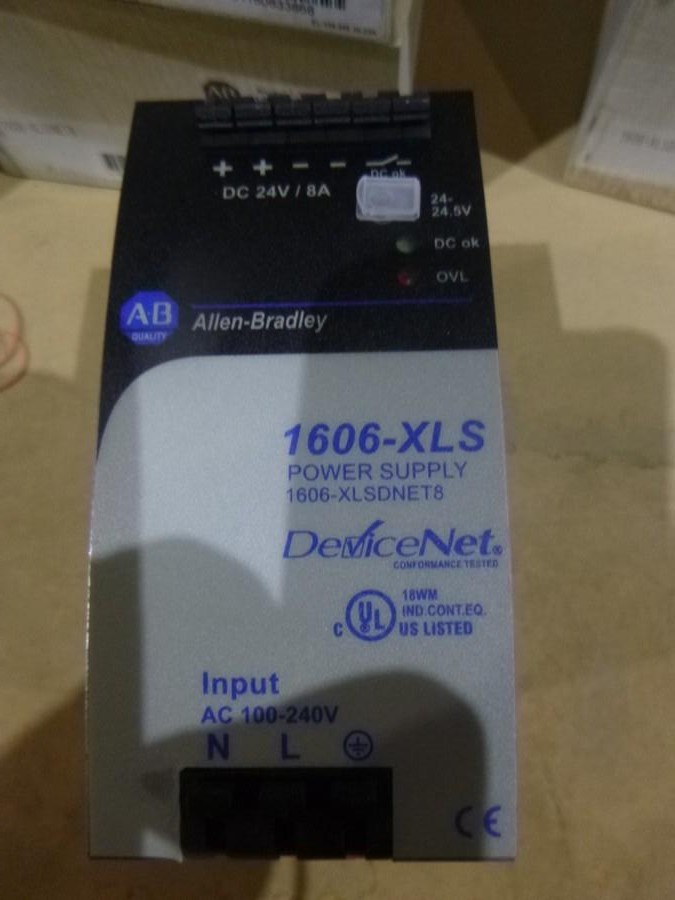 + + - -
DC ok
DC 24V / 8A
24-
24,5V
DC ok
OVL
A·B
QUALITY
Allen-Bradley
1606-XLS
POWER SUPPLY
1606-XLSDNET8
DeviceNet®
CONFORMANCE TESTED
18WM
IND.CONT.EQ.
C UL US LISTED
Input
AC 100-240V
N L
CE